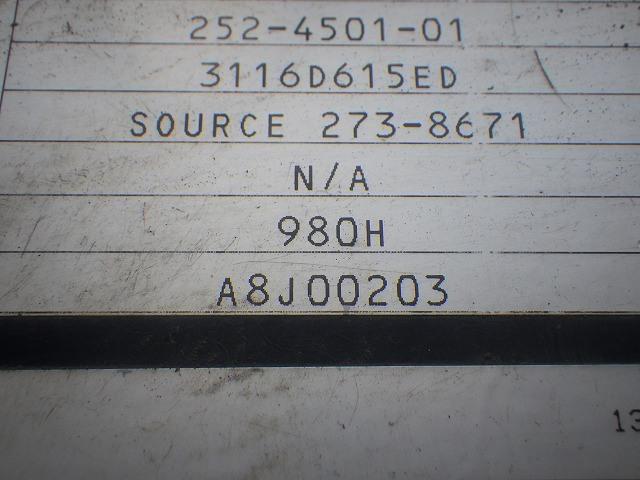 252-4501-01
3116D615ED
SOURCE 273-8671
N/A
980H
A8J00203
13